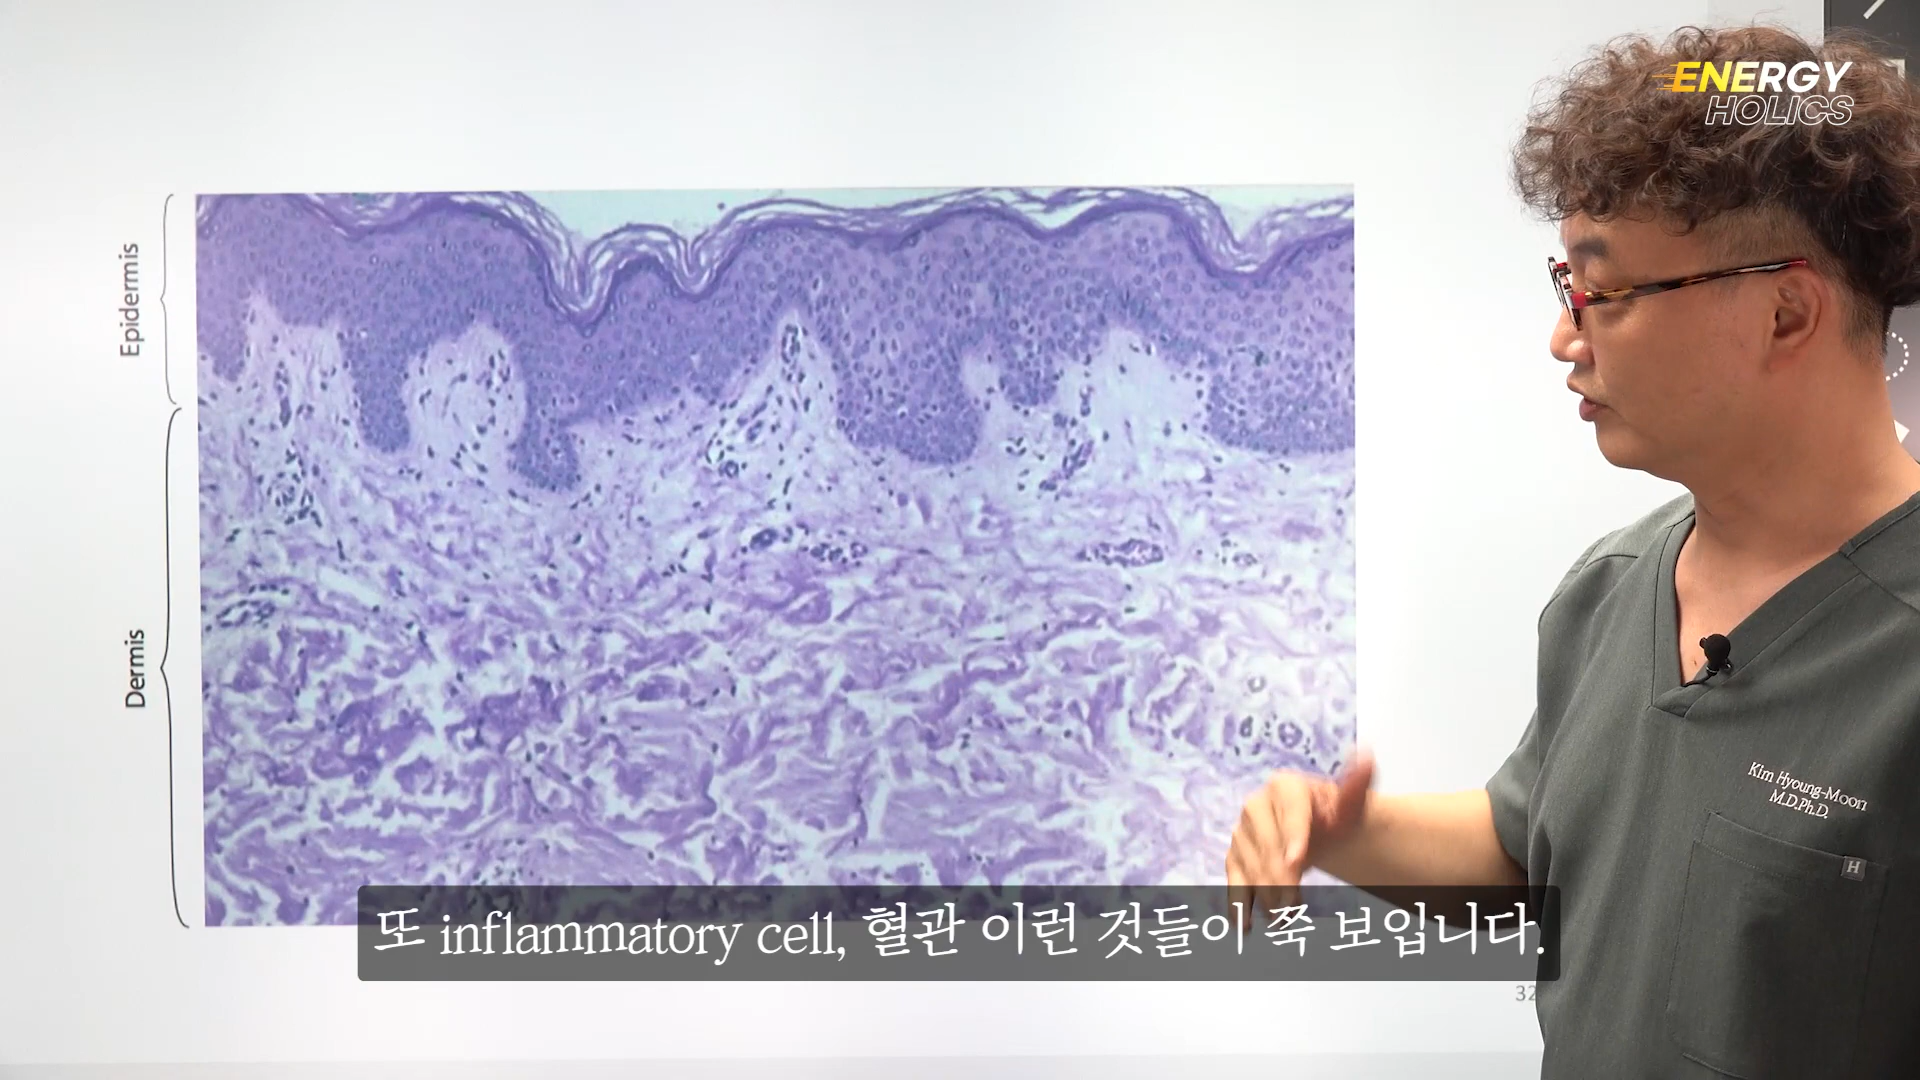 ENERGY
HOLICS
Epidermis
Dermis
Kim Hyoung-Moon
M.D.Ph.D.
H
또 inflammatory cell, 혈관 이런 것들이 쭉 보입니다.
32